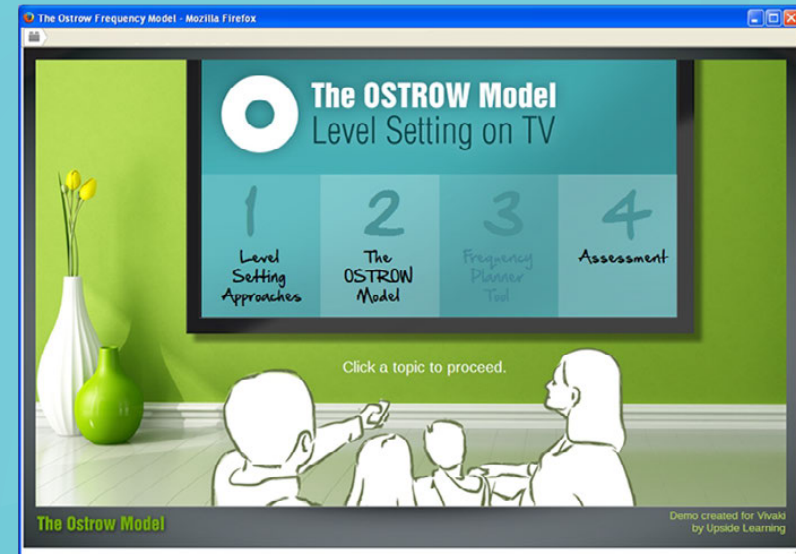 The Ostrow Frequency Model - Mozilla Firefox
The OSTROW Model
Level Setting on TV
1
Level
Setting
Approaches
2
The
OSTROW
Model
3
Frequency
Planner
Tool
4
Assessment
Click a topic to proceed.
The Ostrow Model
Demo created for Vivaki
by Upside Learning